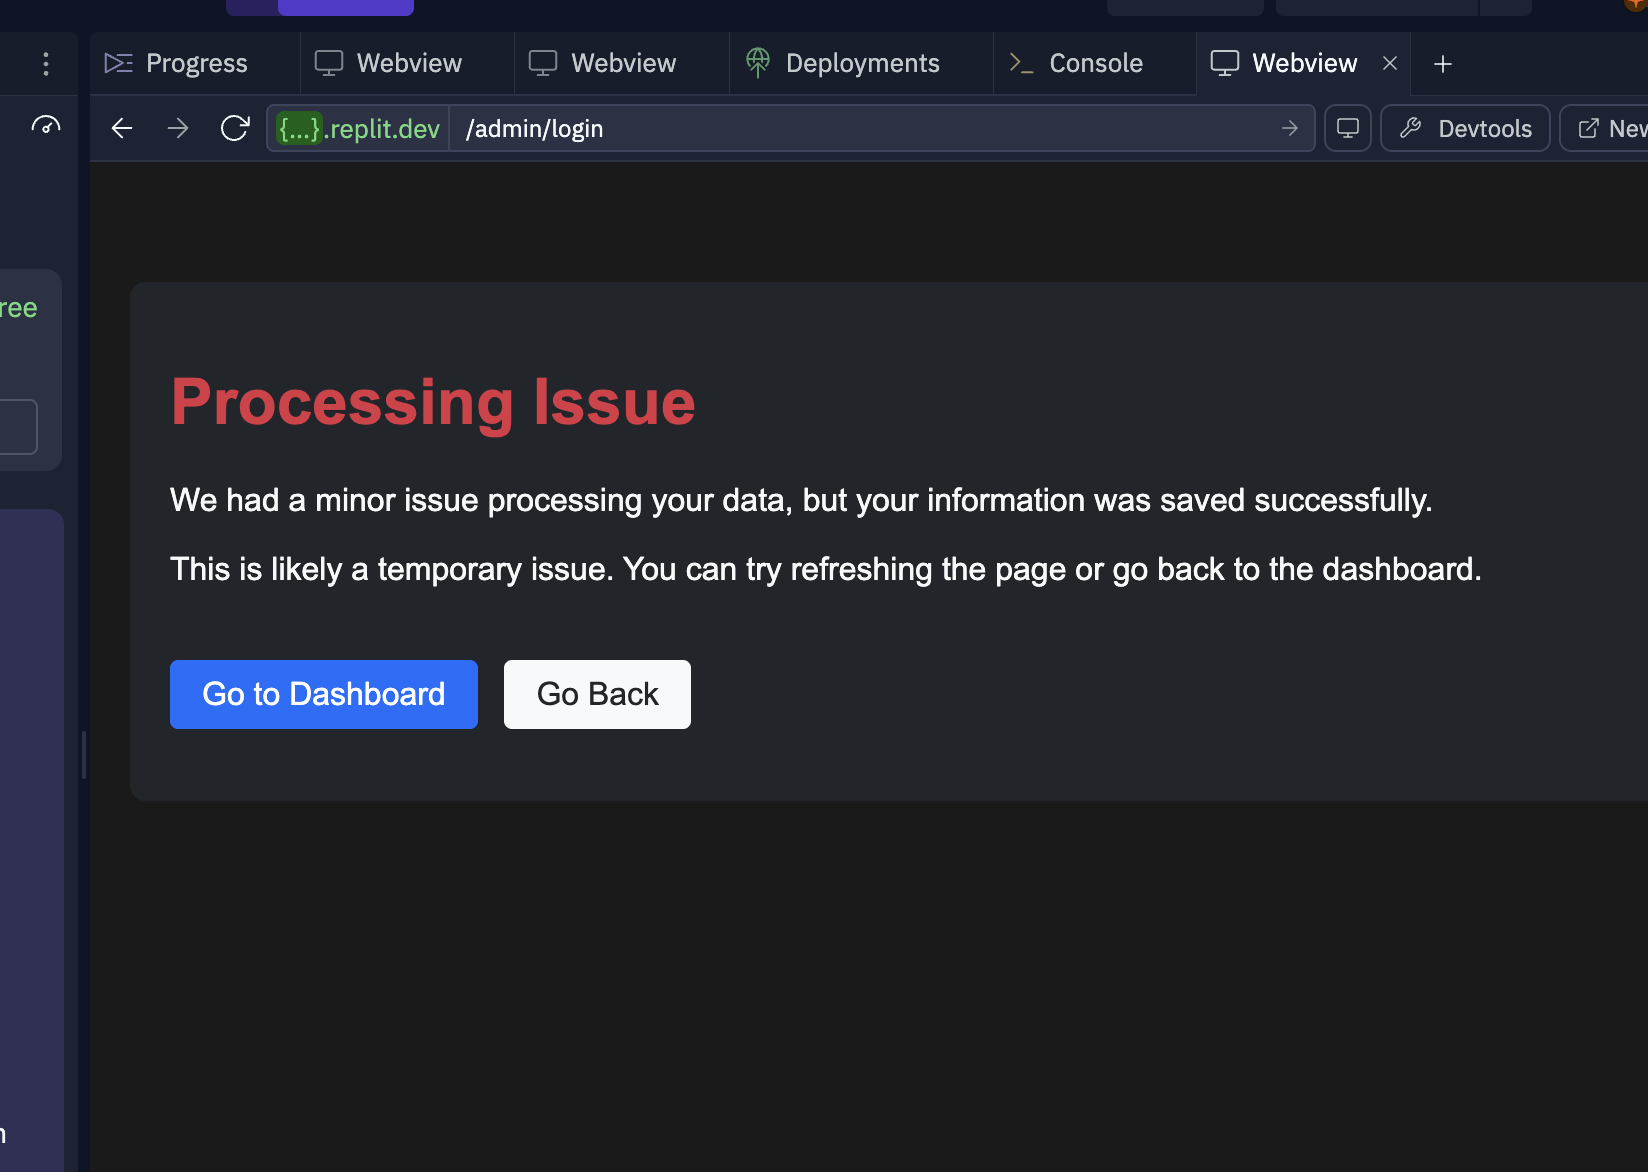 Progress
Webview
Webview
Deployments
Console
Webview
{...}.replit.dev
/admin/login
Devtools
Processing Issue
We had a minor issue processing your data, but your information was saved successfully.
This is likely a temporary issue. You can try refreshing the page or go back to the dashboard.
Go to Dashboard
Go Back